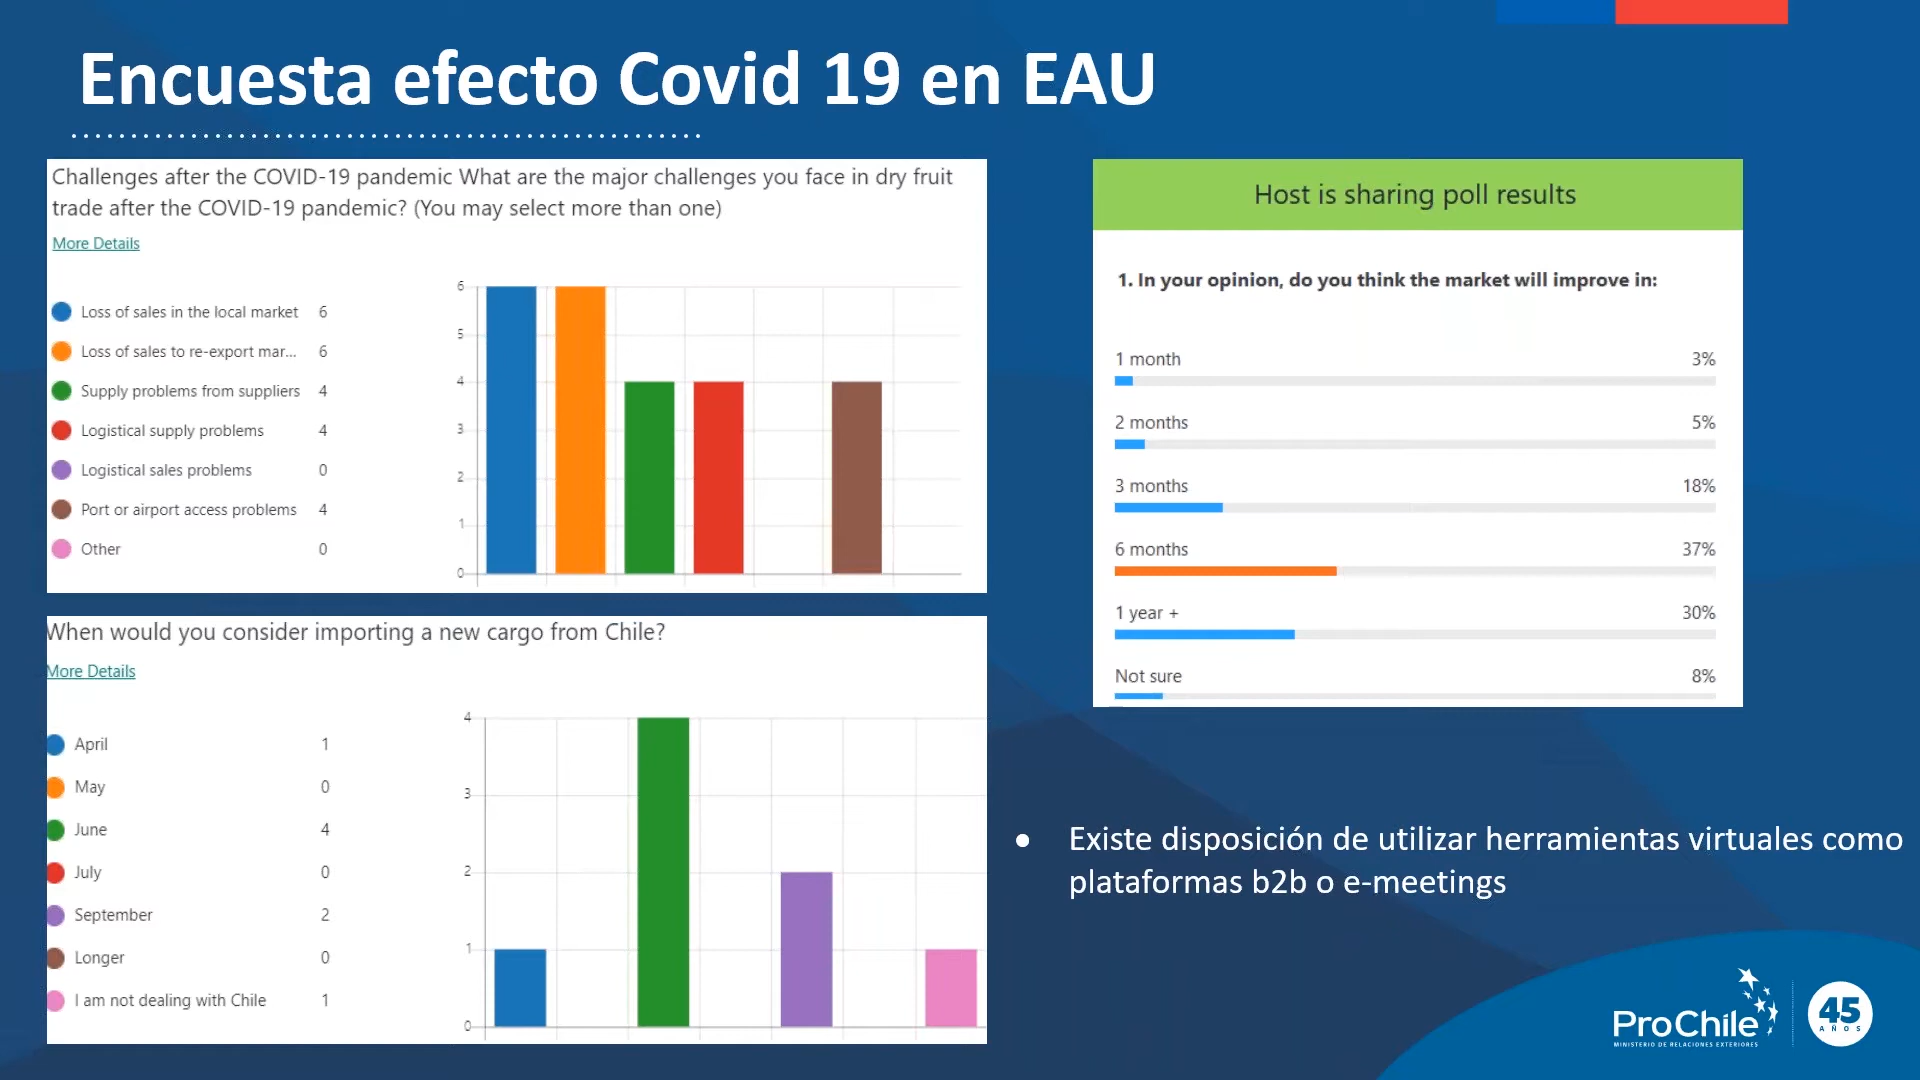 Encuesta efecto Covid 19 en EAU
Challenges after the COVID-19 pandemic What are the major challenges you face in dry fruit
trade after the COVID-19 pandemic? (You may select more than one)
More Details
Loss of sales in the local market 6
Loss of sales to re-export mar... 6
Supply problems from suppliers 4
Logistical supply problems 4
Logistical sales problems 0
Port or airport access problems 4
Other 0
6
5
4
3
2
1
0
When would you consider importing a new cargo from Chile?
More Details
April 1
May 0
June 4
July 0
September 2
Longer 0
I am not dealing with Chile 1
4
3
2
1
0
Host is sharing poll results
1. In your opinion, do you think the market will improve in:
1 month 3%
2 months 5%
3 months 18%
6 months 37%
1 year + 30%
Not sure 8%
• Existe disposición de utilizar herramientas virtuales como
plataformas b2b o e-meetings
ProChile
MINISTERIO DE RELACIONES EXTERIORES
45
AÑOS